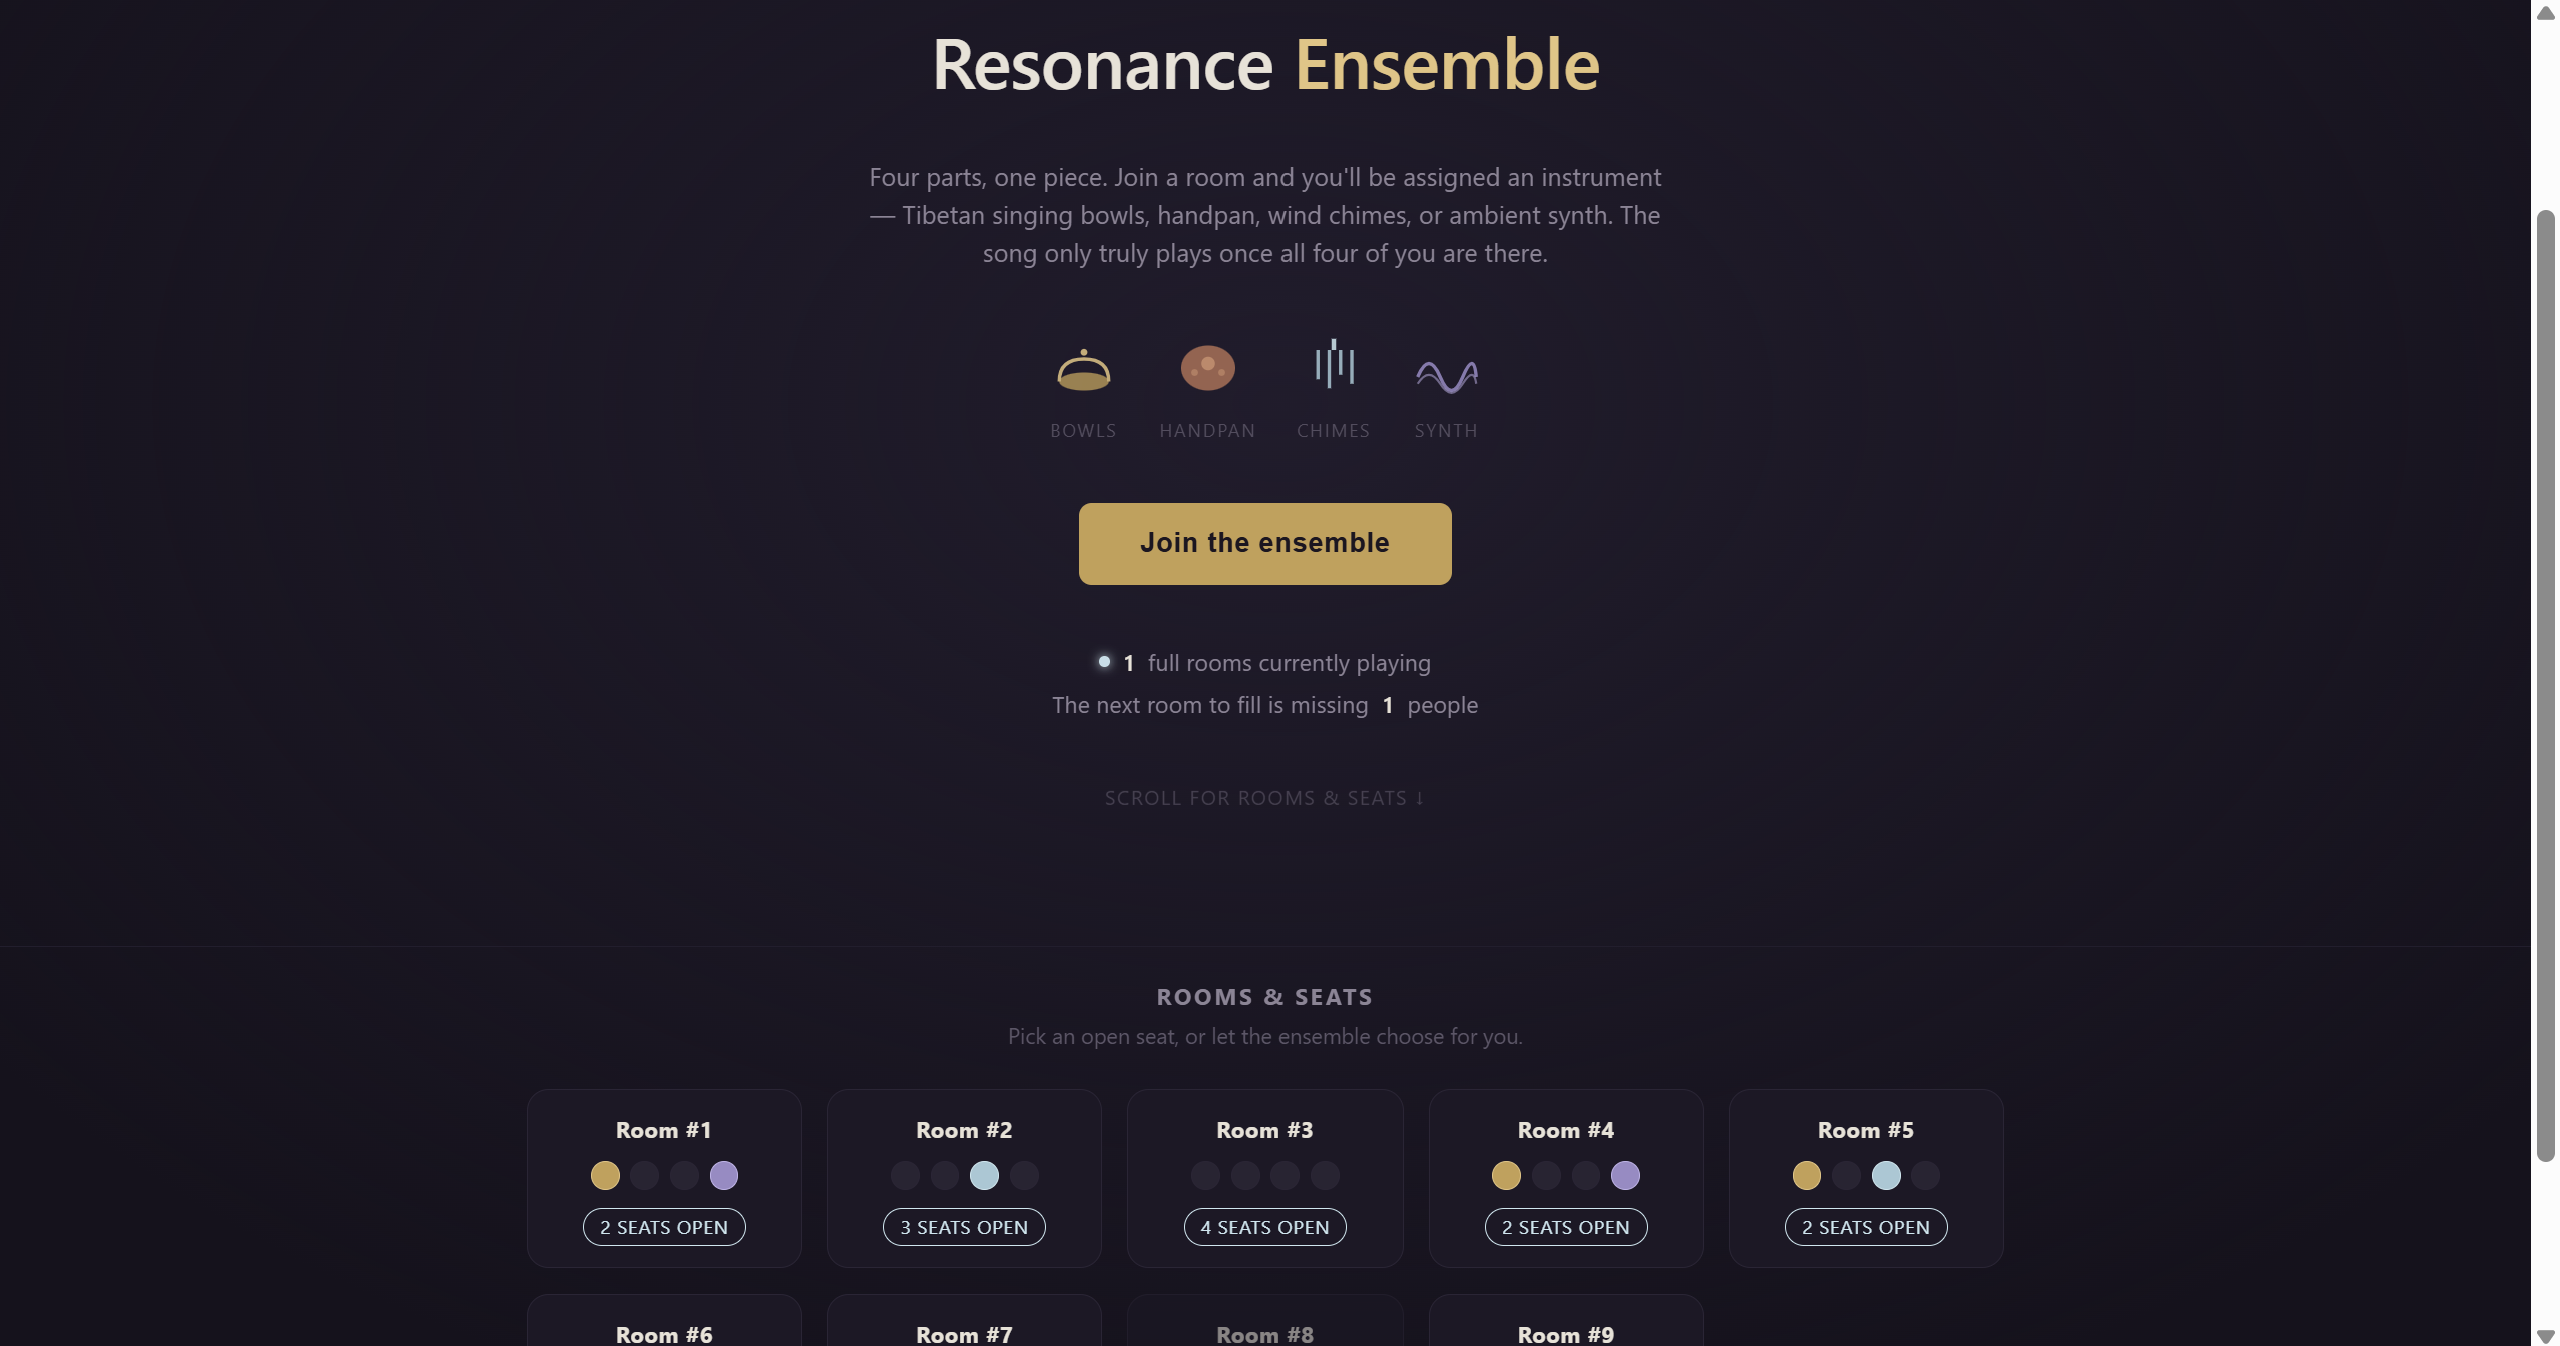 Resonance Ensemble
Four parts, one piece. Join a room and you'll be assigned an instrument
— Tibetan singing bowls, handpan, wind chimes, or ambient synth. The
song only truly plays once all four of you are there.
BOWLS HANDPAN CHIMES SYNTH
Join the ensemble
1 full rooms currently playing
The next room to fill is missing 1 people
SCROLL FOR ROOMS & SEATS ↓
ROOMS & SEATS
Pick an open seat, or let the ensemble choose for you.
Room #1 Room #2 Room #3 Room #4 Room #5
2 SEATS OPEN 3 SEATS OPEN 4 SEATS OPEN 2 SEATS OPEN 2 SEATS OPEN
Room #6 Room #7 Room #8 Room #9